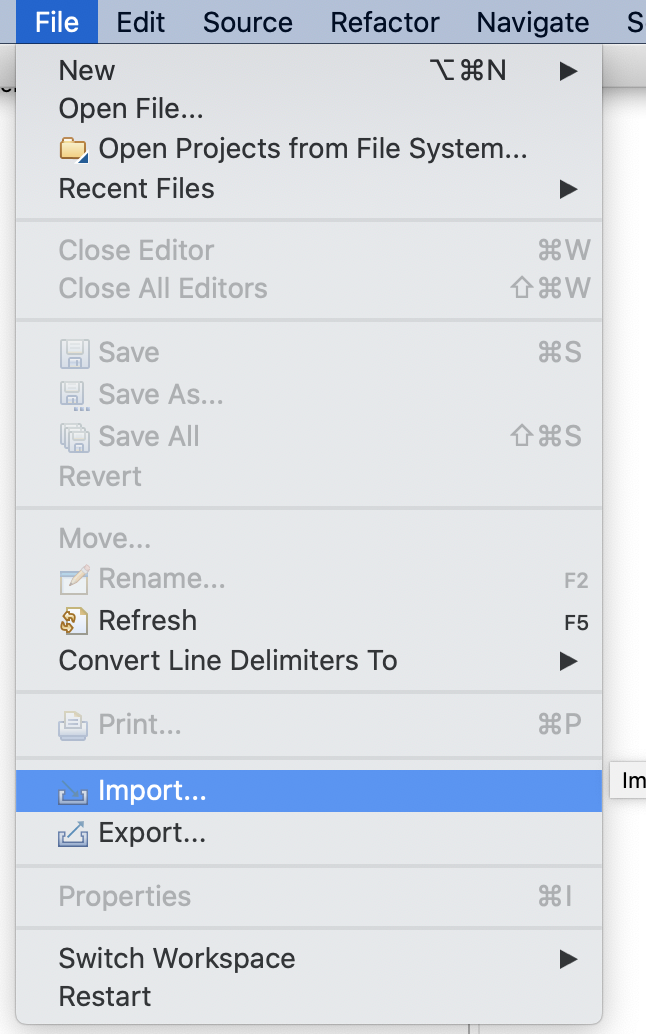 File Edit Source Refactor Navigate S
New ⌥⌘N ▶
Open File...
Open Projects from File System...
Recent Files ▶
Close Editor ⌘W
Close All Editors ⇧⌘W
Save ⌘S
Save As...
Save All ⇧⌘S
Revert
Move...
Rename... F2
Refresh F5
Convert Line Delimiters To ▶
Print... ⌘P
Import... Im
Export...
Properties ⌘I
Switch Workspace ▶
Restart